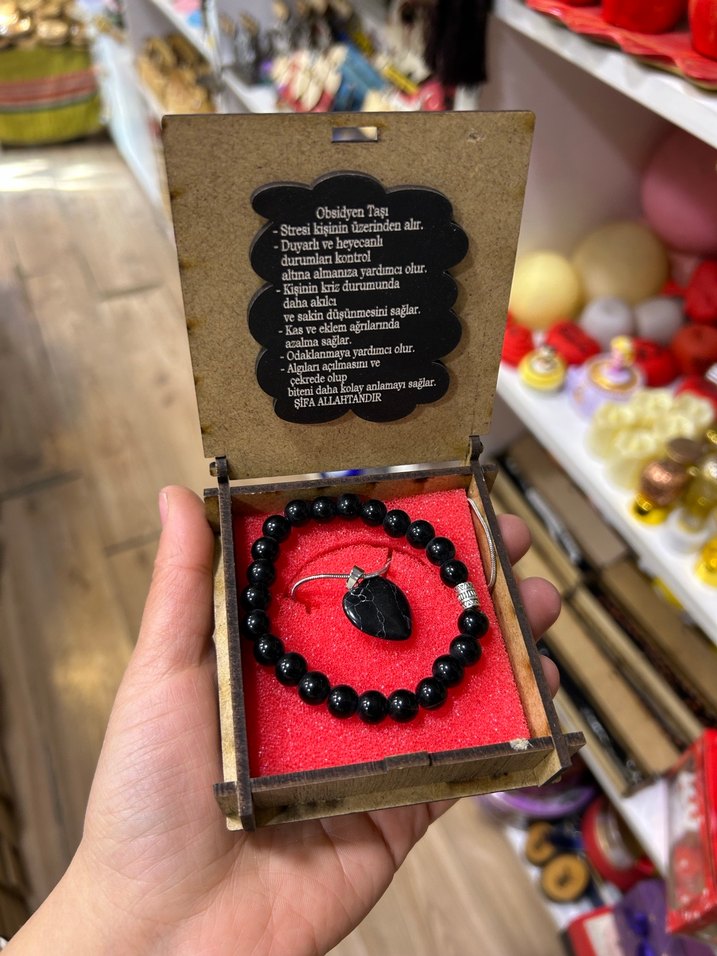 Obsidyen Taşı
- Stresi kişinin üzerinden alır.
- Duyarlı ve heyecanlı
durumları kontrol
altına almanıza yardımcı olur.
- Kişinin kriz durumunda
daha akılcı
ve sakin düşünmesini sağlar.
- Kas ve eklem ağrılarında
azalma sağlar.
- Odaklanmaya yardımcı olur.
- Algıları açılmasını ve
çekrede olup
biteni daha kolay anlamayı sağlar.
ŞİFA ALLAHTANDIR